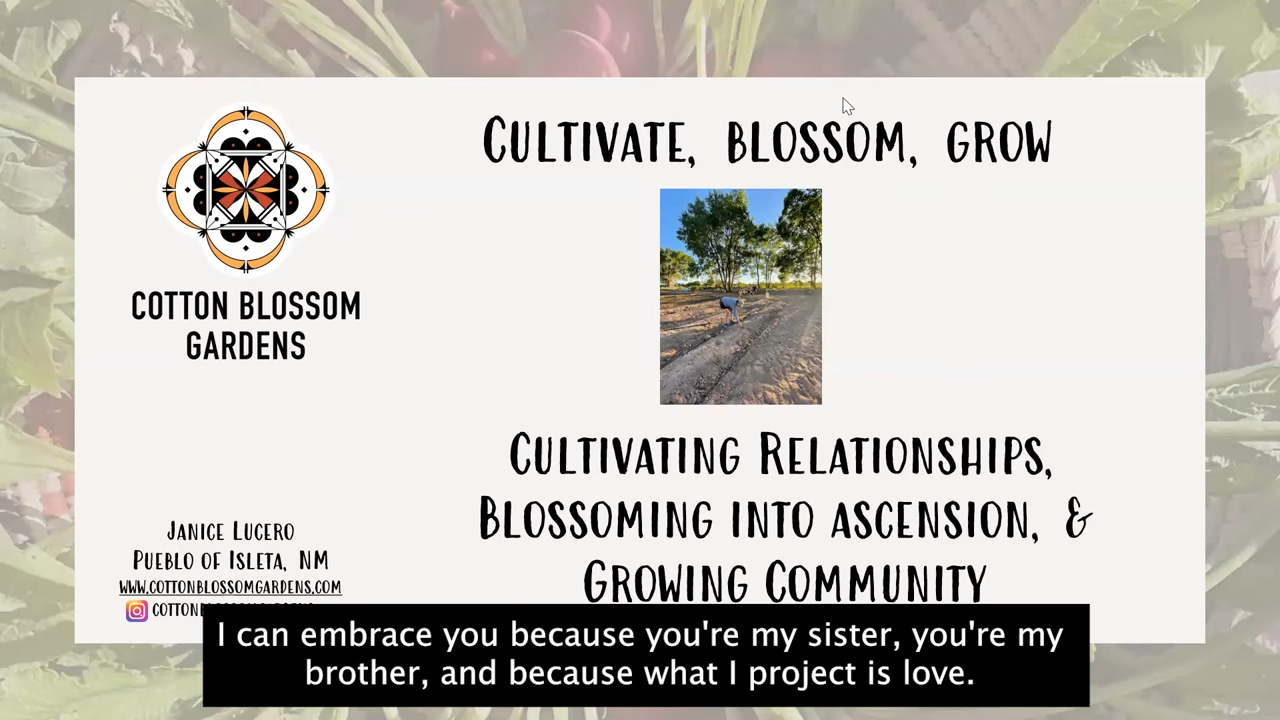 COTTON BLOSSOM
GARDENS
CULTIVATE, BLOSSOM, GROW
CULTIVATING RELATIONSHIPS,
BLOSSOMING INTO ASCENSION, &
GROWING COMMUNITY
JANICE LUCERO
PUEBLO OF ISLETA, NM
WWW.COTTONBLOSSOMGARDENS.COM
I can embrace you because you're my sister, you're my
brother, and because what I project is love.